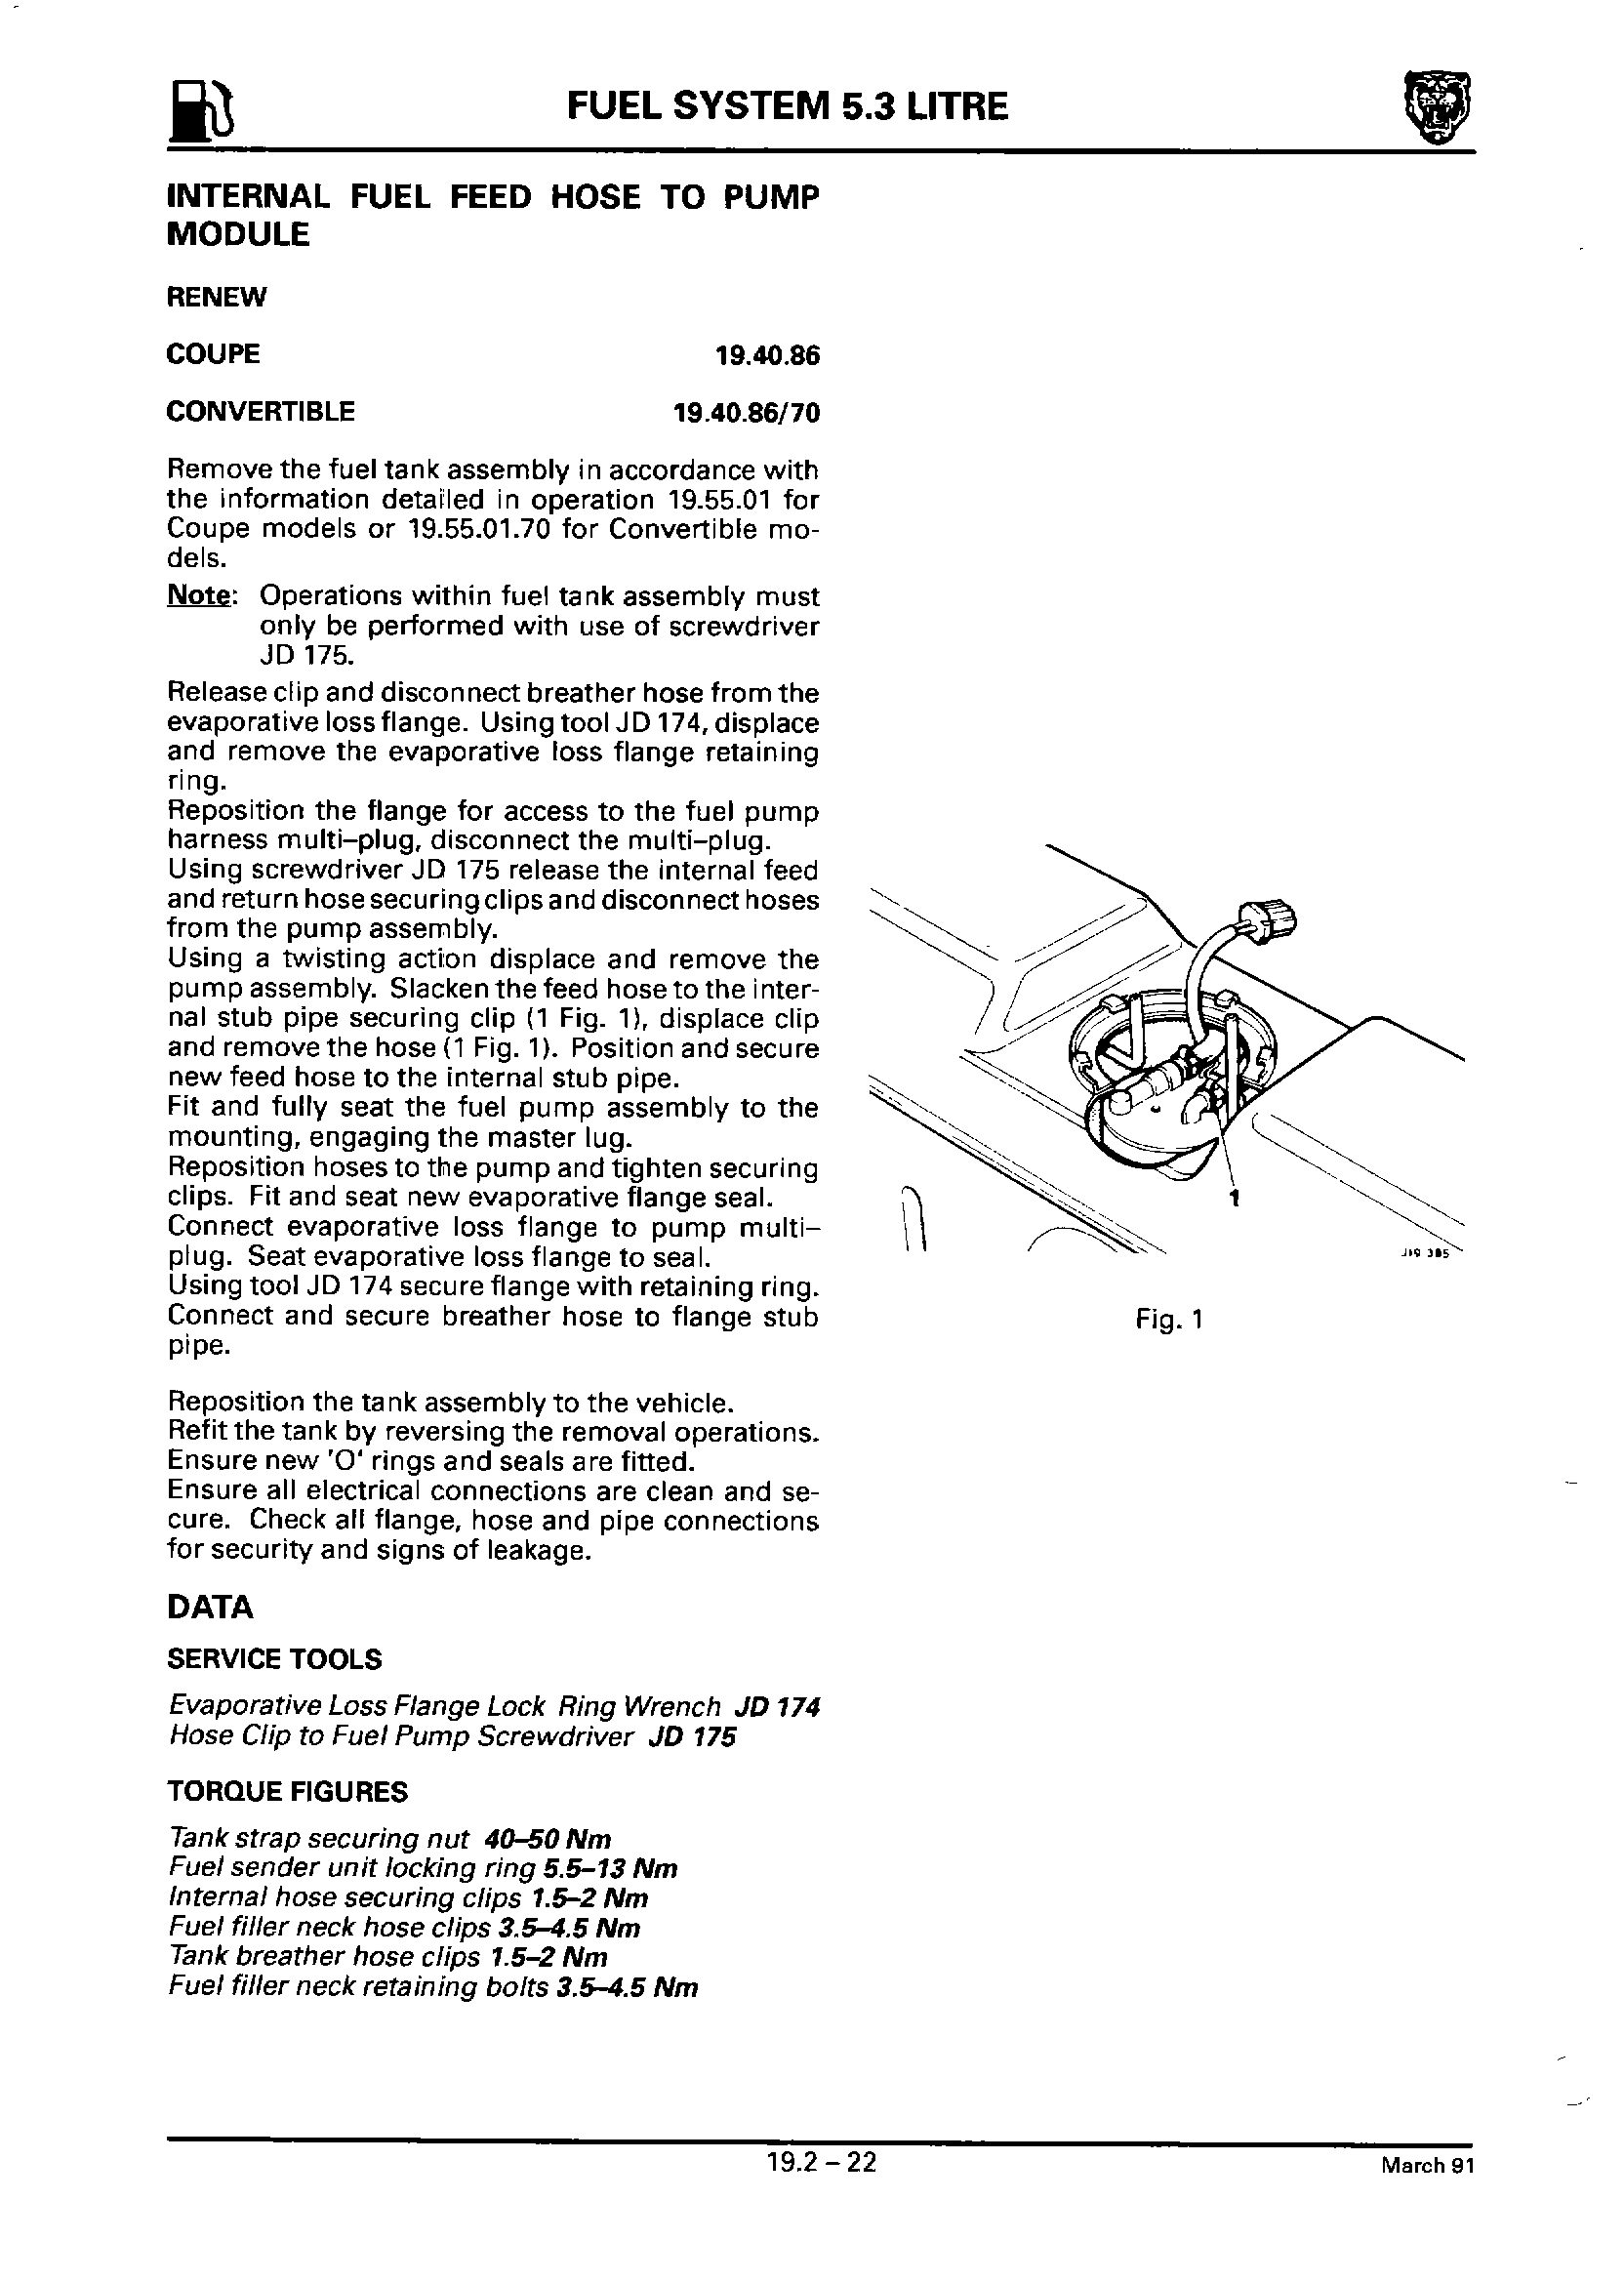 FUEL SYSTEM 5.3 LITRE
INTERNAL FUEL FEED HOSE TO PUMP
MODULE
RENEW
COUPE 19.40.86
CONVERTIBLE 19.40.86/70
Remove the fuel tank assembly in accordance with
the information detailed in operation 19.55.01 for
Coupe models or 19.55.01.70 for Convertible mo-
dels.
Note: Operations within fuel tank assembly must
only be performed with use of screwdriver
JD 175.
Release clip and disconnect breather hose from the
evaporative loss flange. Using tool JD 174, displace
and remove the evaporative loss flange retaining
ring.
Reposition the flange for access to the fuel pump
harness multi–plug, disconnect the multi–plug.
Using screwdriver JD 175 release the internal feed
and return hose securing clips and disconnect hoses
from the pump assembly.
Using a twisting action displace and remove the
pump assembly. Slacken the feed hose to the inter-
nal stub pipe securing clip (1 Fig. 1), displace clip
and remove the hose (1 Fig. 1). Position and secure
new feed hose to the internal stub pipe.
Fit and fully seat the fuel pump assembly to the
mounting, engaging the master lug.
Reposition hoses to the pump and tighten securing
clips. Fit and seat new evaporative flange seal.
Connect evaporative loss flange to pump multi–
plug. Seat evaporative loss flange to seal.
Using tool JD 174 secure flange with retaining ring.
Connect and secure breather hose to flange stub
pipe.
Reposition the tank assembly to the vehicle.
Refit the tank by reversing the removal operations.
Ensure new 'O' rings and seals are fitted.
Ensure all electrical connections are clean and se-
cure. Check all flange, hose and pipe connections
for security and signs of leakage.
DATA
SERVICE TOOLS
Evaporative Loss Flange Lock Ring Wrench JD 174
Hose Clip to Fuel Pump Screwdriver JD 175
TORQUE FIGURES
Tank strap securing nut 40–50 Nm
Fuel sender unit locking ring 5.5–13 Nm
Internal hose securing clips 1.5–2 Nm
Fuel filler neck hose clips 3.5–4.5 Nm
Tank breather hose clips 1.5–2 Nm
Fuel filler neck retaining bolts 3.5–4.5 Nm
1
J19 385
Fig. 1
19.2 – 22
March 91